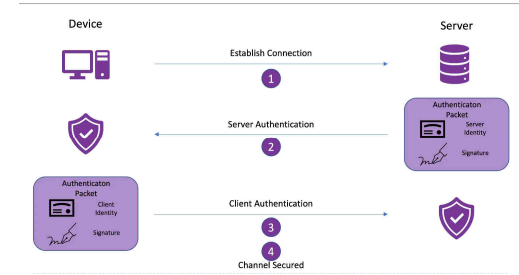 Device
Server
Establish Connection
1
Authenticaton
Packet
Server
Identity
Signature
Server Authentication
2
Authenticaton
Packet
Client
Identity
Signature
Client Authentication
3
4
Channel Secured